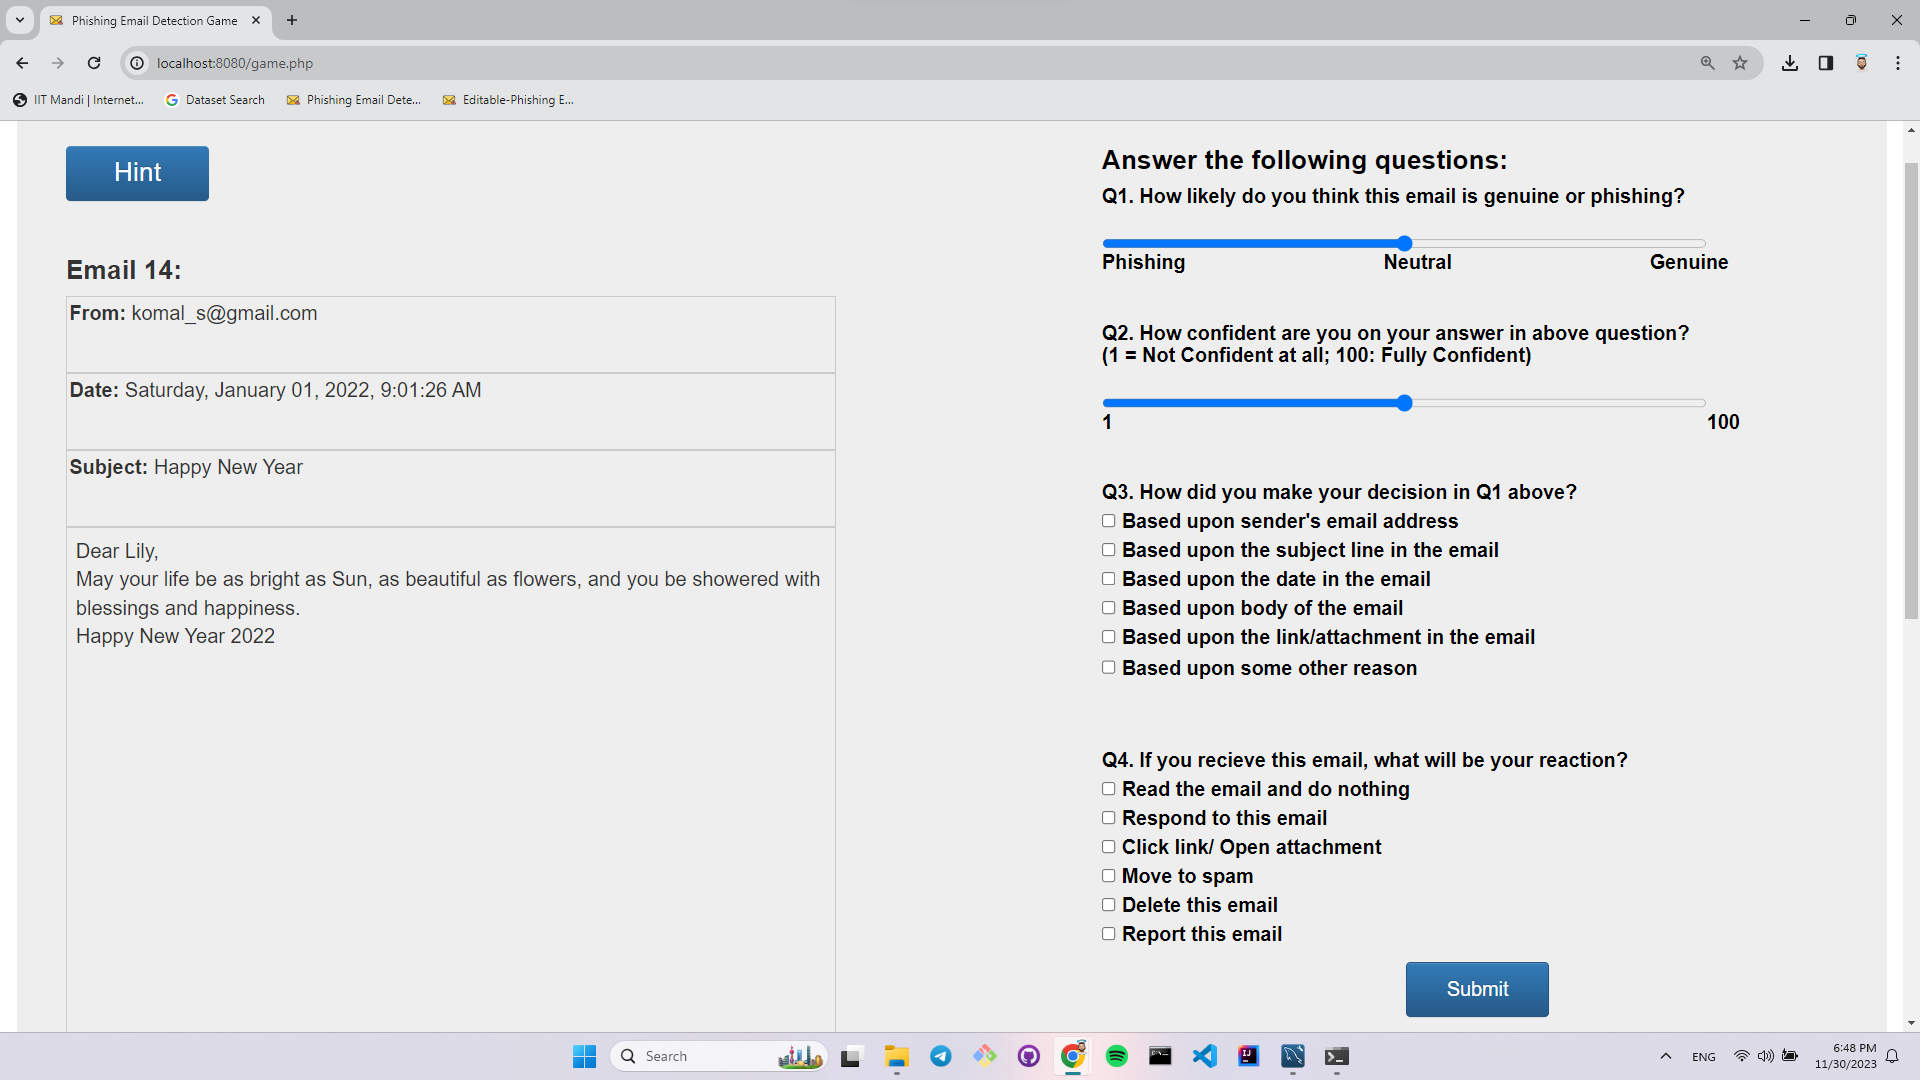 Phishing Email Detection Game
localhost:8080/game.php
IIT Mandi | Internet...
Dataset Search
Phishing Email Dete...
Editable-Phishing E...
Hint
Email 14:
From: komal_s@gmail.com
Date: Saturday, January 01, 2022, 9:01:26 AM
Subject: Happy New Year
Dear Lily,
May your life be as bright as Sun, as beautiful as flowers, and you be showered with
blessings and happiness.
Happy New Year 2022
Answer the following questions:
Q1. How likely do you think this email is genuine or phishing?
Phishing Neutral Genuine
Q2. How confident are you on your answer in above question?
(1 = Not Confident at all; 100: Fully Confident)
1 100
Q3. How did you make your decision in Q1 above?
Based upon sender's email address
Based upon the subject line in the email
Based upon the date in the email
Based upon body of the email
Based upon the link/attachment in the email
Based upon some other reason
Q4. If you recieve this email, what will be your reaction?
Read the email and do nothing
Respond to this email
Click link/ Open attachment
Move to spam
Delete this email
Report this email
Submit
Search
ENG
6:48 PM
11/30/2023